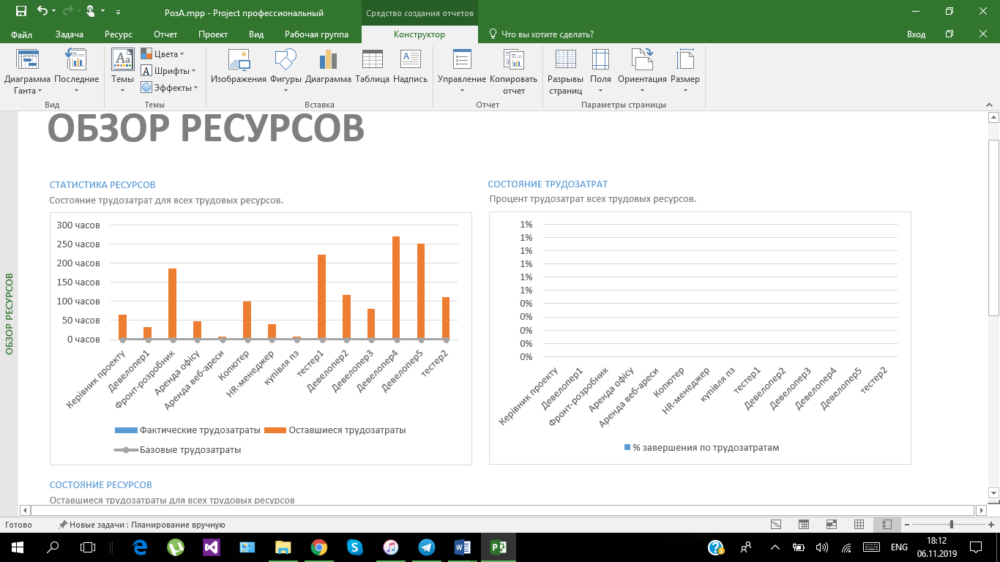 РозА.mpp - Project профессиональный
Средство создания отчетов
Файл Задача Ресурс Отчет Проект Вид Рабочая группа Конструктор Что вы хотите сделать? Вход
Диаграмма Ганта
Последние
Вид
Темы
Цвета
Шрифты
Эффекты
Темы
Изображения Фигуры Диаграмма Таблица Надпись
Вставка
Управление
Копировать отчет
Отчет
Разрывы страниц
Поля Ориентация Размер
Параметры страницы
ОБЗОР РЕСУРСОВ
ОБЗОР РЕСУРСОВ
СТАТИСТИКА РЕСУРСОВ
Состояние трудозатрат для всех трудовых ресурсов.
300 часов
250 часов
200 часов
150 часов
100 часов
50 часов
0 часов
Керівник проекту
Девелопер1
Фронт-розробник
Аренда офісу
Аренда веб-ареси
Копютер
HR-менеджер
купівля пз
тестер1
Девелопер2
Девелопер3
Девелопер4
Девелопер5
тестер2
Фактические трудозатраты Оставшиеся трудозатраты
Базовые трудозатраты
СОСТОЯНИЕ ТРУДОЗАТРАТ
Процент трудозатрат всех трудовых ресурсов.
1%
1%
1%
1%
1%
1%
0%
0%
0%
0%
0%
Керівник проекту
Девелопер1
Фронт-розробник
Аренда офісу
Аренда веб-ареси
Копютер
HR-менеджер
купівля пз
тестер1
Девелопер2
Девелопер3
Девелопер4
Девелопер5
тестер2
% завершения по трудозатратам
СОСТОЯНИЕ РЕСУРСОВ
Оставшиеся трудозатраты для всех трудовых ресурсов
Готово Новые задачи : Планирование вручную
ENG
18:12
06.11.2019